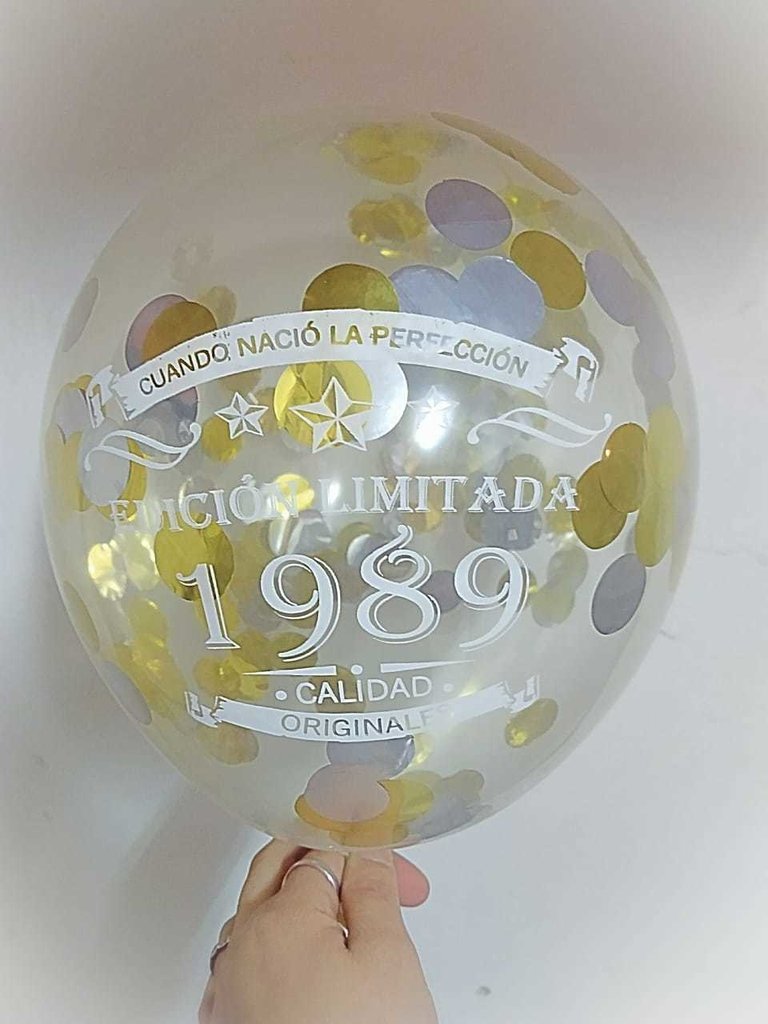 CUANDO NACIÓ LA PERFECCIÓN
EDICIÓN LIMITADA
1989
CALIDAD
ORIGINALES